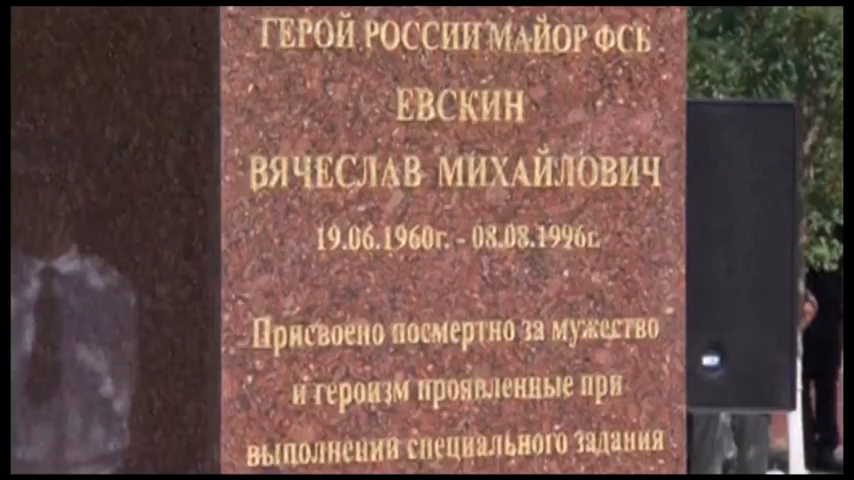 ГЕРОЙ РОССИИ МАЙОР ФСБ
ЕВСКИН
ВЯЧЕСЛАВ МИХАЙЛОВИЧ
19.06.1960г. - 08.08.1996г.
Присвоено посмертно за мужество
и героизм проявленные при
выполнении специального задания